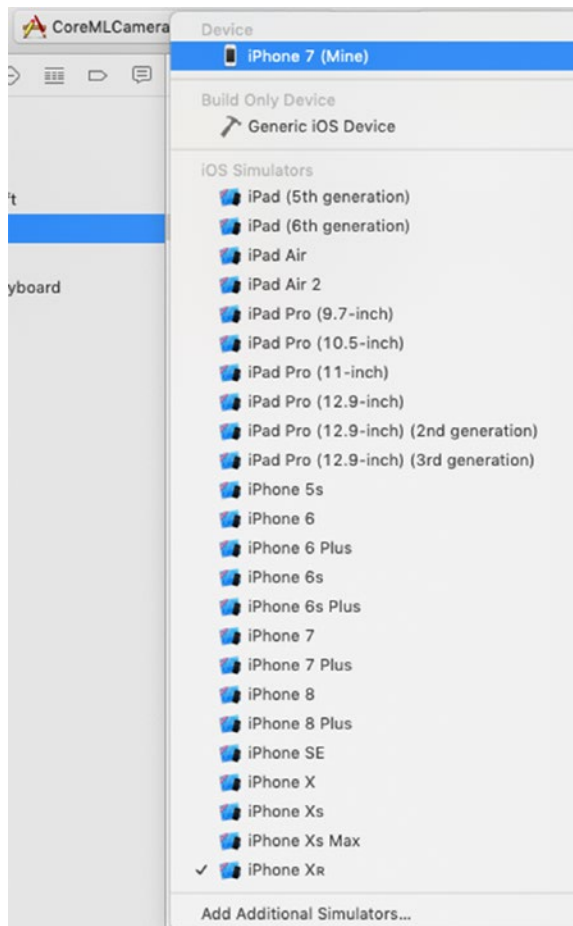 CoreMLCamera
Device
iPhone 7 (Mine)
Build Only Device
Generic iOS Device
iOS Simulators
ft
iPad (5th generation)
iPad (6th generation)
iPad Air
yboard
iPad Air 2
iPad Pro (9.7-inch)
iPad Pro (10.5-inch)
iPad Pro (11-inch)
iPad Pro (12.9-inch)
iPad Pro (12.9-inch) (2nd generation)
iPad Pro (12.9-inch) (3rd generation)
iPhone 5s
iPhone 6
iPhone 6 Plus
iPhone 6s
iPhone 6s Plus
iPhone 7
iPhone 7 Plus
iPhone 8
iPhone 8 Plus
iPhone SE
iPhone X
iPhone Xs
iPhone Xs Max
iPhone Xʀ
Add Additional Simulators...